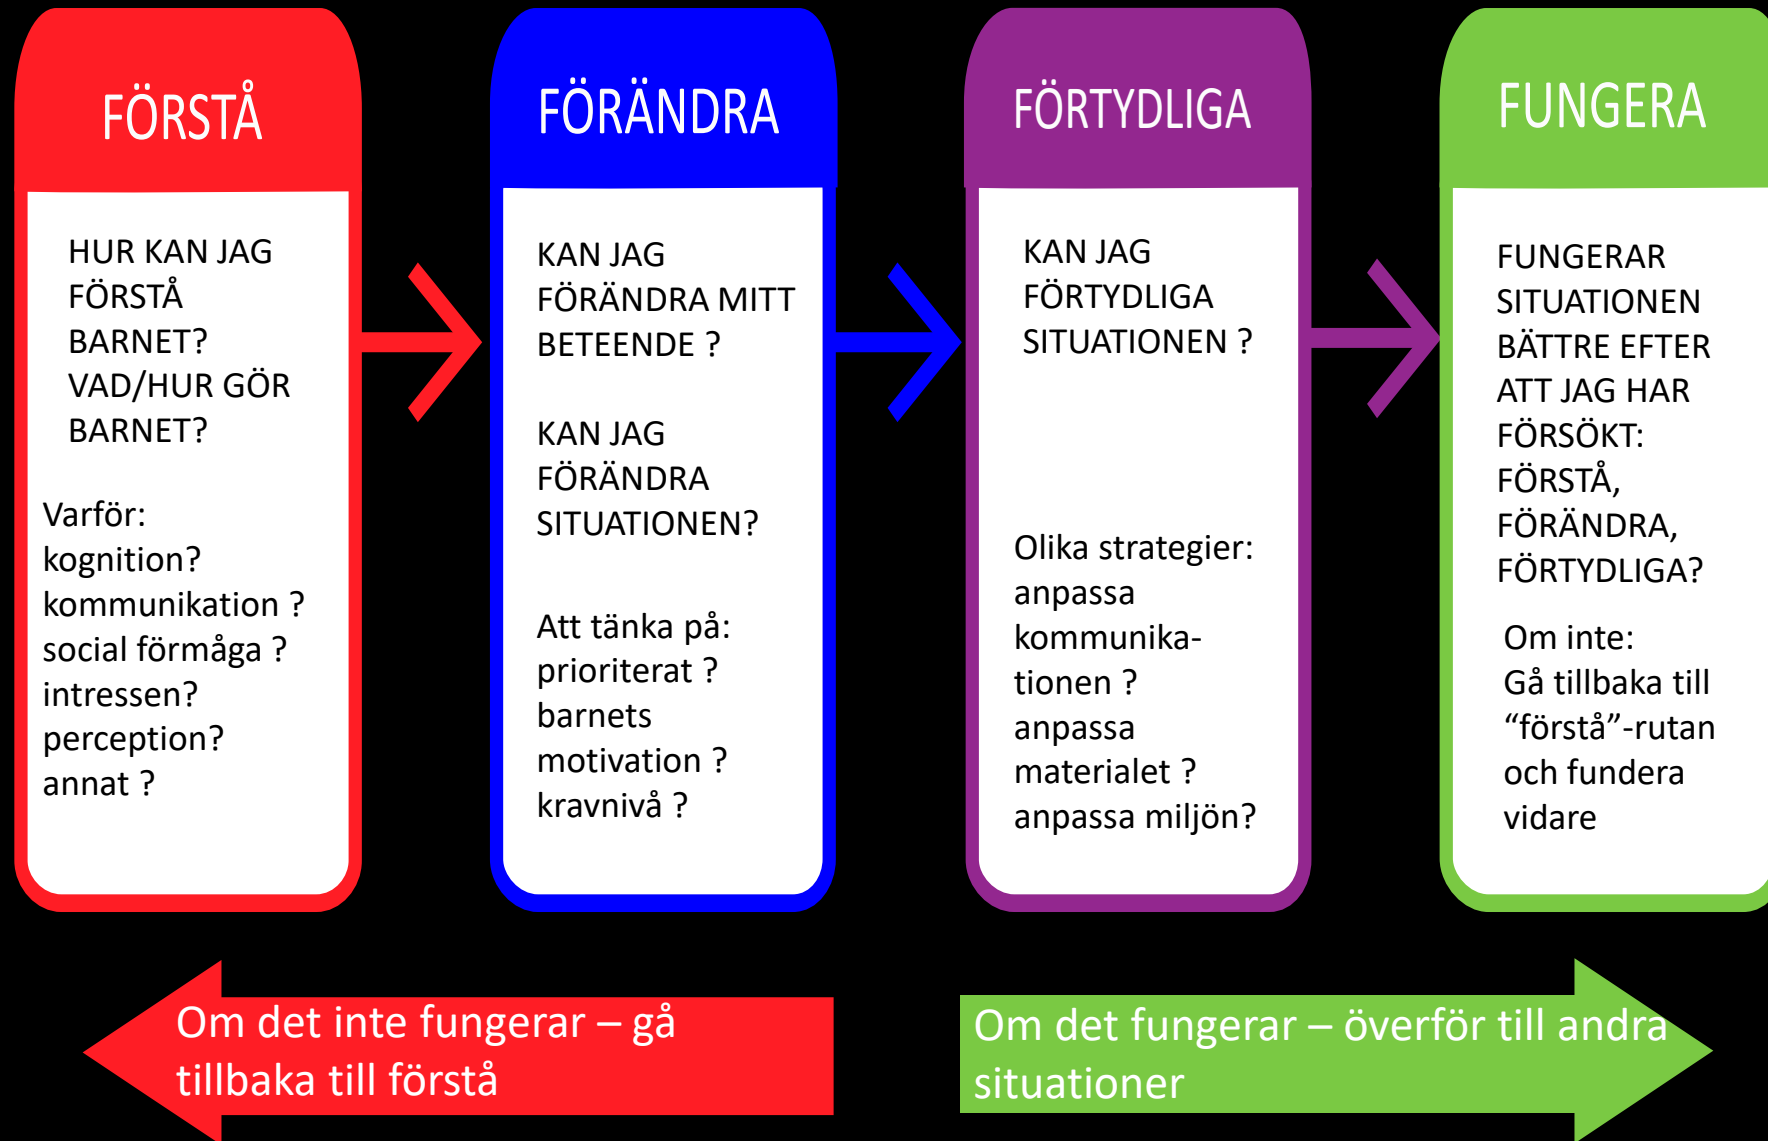 FÖRSTÅ
HUR KAN JAG
FÖRSTÅ
BARNET?
VAD/HUR GÖR
BARNET?
Varför:
kognition?
kommunikation ?
social förmåga ?
intressen?
perception?
annat ?
FÖRÄNDRA
KAN JAG
FÖRÄNDRA MITT
BETEENDE ?
KAN JAG
FÖRÄNDRA
SITUATIONEN?
Att tänka på:
prioriterat ?
barnets
motivation ?
kravnivå ?
FÖRTYDLIGA
KAN JAG
FÖRTYDLIGA
SITUATIONEN ?
Olika strategier:
anpassa
kommunika-
tionen ?
anpassa
materialet ?
anpassa miljön?
FUNGERA
FUNGERAR
SITUATIONEN
BÄTTRE EFTER
ATT JAG HAR
FÖRSÖKT:
FÖRSTÅ,
FÖRÄNDRA,
FÖRTYDLIGA?
Om inte:
Gå tillbaka till
“förstå”-rutan
och fundera
vidare
Om det inte fungerar – gå
tillbaka till förstå
Om det fungerar – överför till andra
situationer